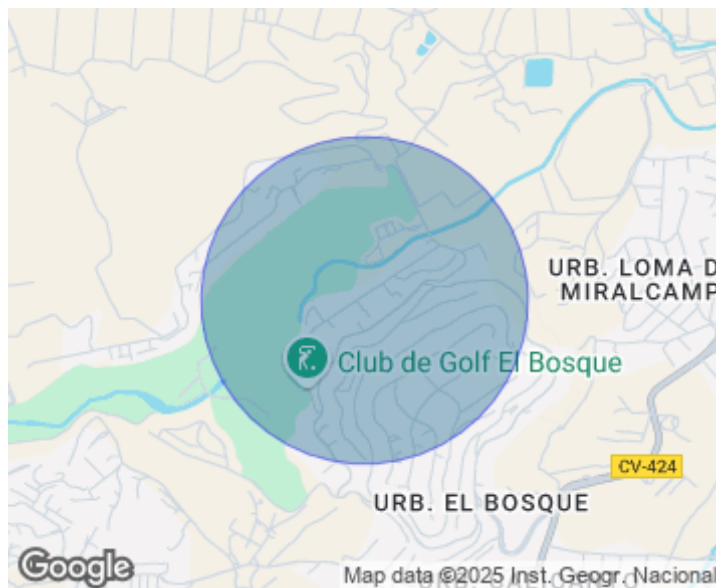 URB. LOMA D
MIRALCAMP
Club de Golf El Bosque
CV-424
URB. EL BOSQUE
Google
Map data ©2025 Inst. Geogr. Nacional